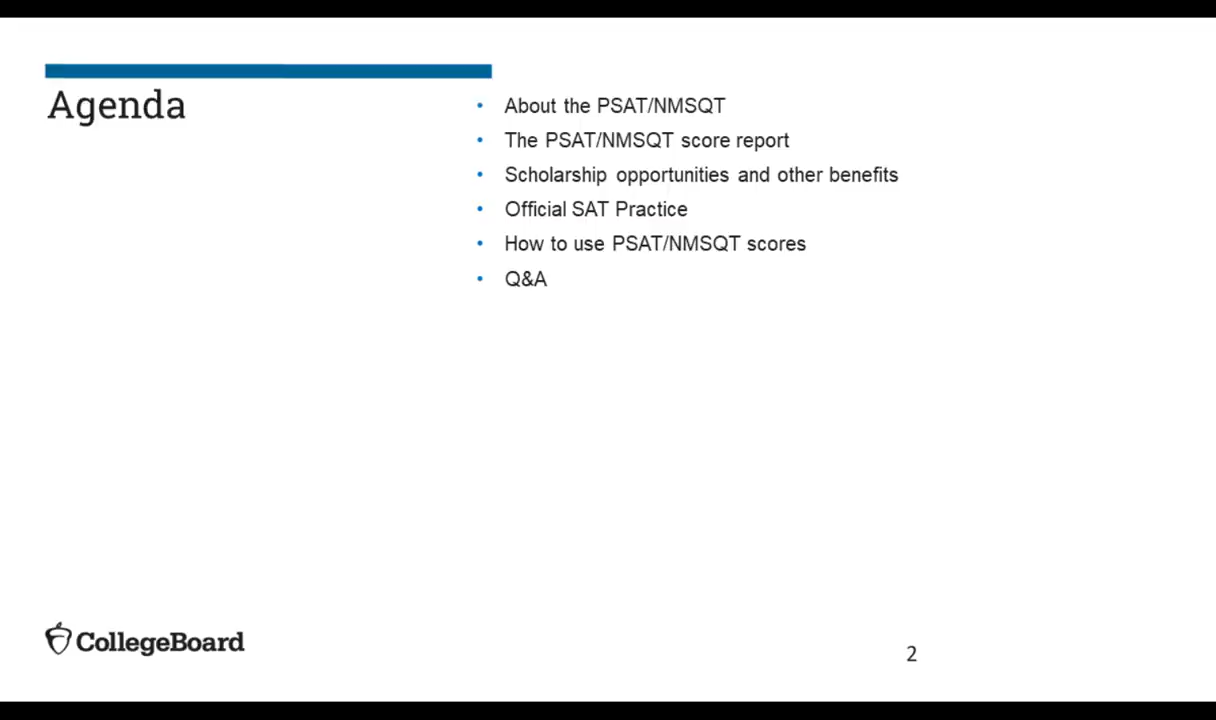 Agenda
• About the PSAT/NMSQT
• The PSAT/NMSQT score report
• Scholarship opportunities and other benefits
• Official SAT Practice
• How to use PSAT/NMSQT scores
• Q&A
CollegeBoard
2